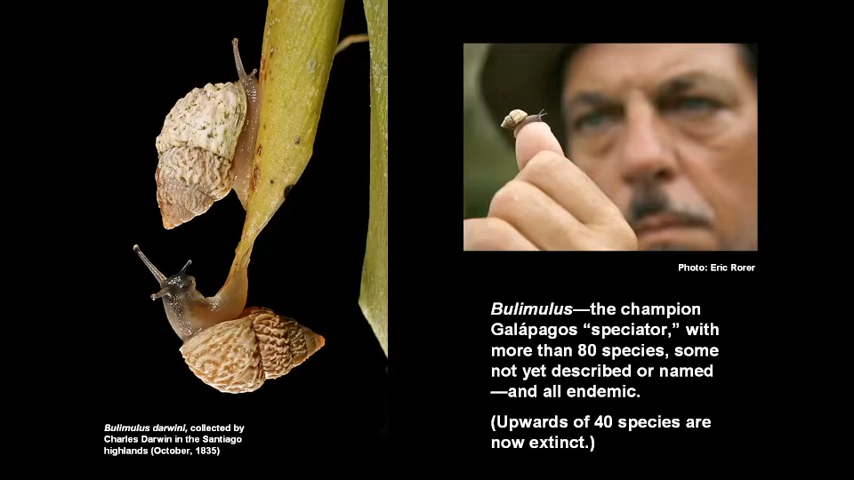 Photo: Eric Rorer
Bulimulus—the champion
Galápagos “speciator,” with
more than 80 species, some
not yet described or named
—and all endemic.
(Upwards of 40 species are
now extinct.)
Bulimulus darwini, collected by
Charles Darwin in the Santiago
highlands (October, 1835)